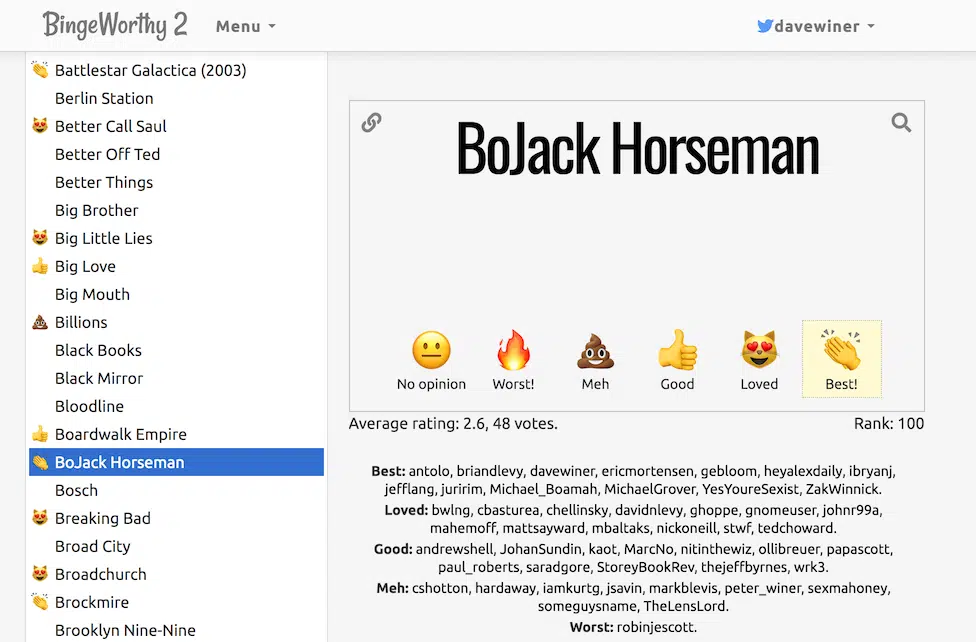 BingeWorthy 2
Menu
davewiner
Battlestar Galactica (2003)
Berlin Station
Better Call Saul
Better Off Ted
Better Things
Big Brother
Big Little Lies
Big Love
Big Mouth
Billions
Black Books
Black Mirror
Bloodline
Boardwalk Empire
BoJack Horseman
Bosch
Breaking Bad
Broad City
Broadchurch
Brockmire
Brooklyn Nine-Nine
BoJack Horseman
No opinion
Worst!
Meh
Good
Loved
Best!
Average rating: 2.6, 48 votes.
Rank: 100
Best: antolo, briandlevy, davewiner, ericmortensen, gebloom, heyalexdaily, ibryanj,
jefflang, juririm, Michael_Boamah, MichaelGrover, YesYoureSexist, ZakWinnick.
Loved: bwlng, cbasturea, chellinsky, davidnlevy, ghoppe, gnomeuser, johnr99a,
mahemoff, mattsayward, mbaltaks, nickoneill, stwf, tedchoward.
Good: andrewshell, JohanSundin, kaot, MarcNo, nitinthewiz, ollibreuer, papascott,
paul_roberts, saradgore, StoreyBookRev, thejeffbyrnes, wrk3.
Meh: cshotton, hardaway, iamkurtg, jsavin, markblevis, peter_winer, sexmahoney,
someguysname, TheLensLord.
Worst: robinjescott.